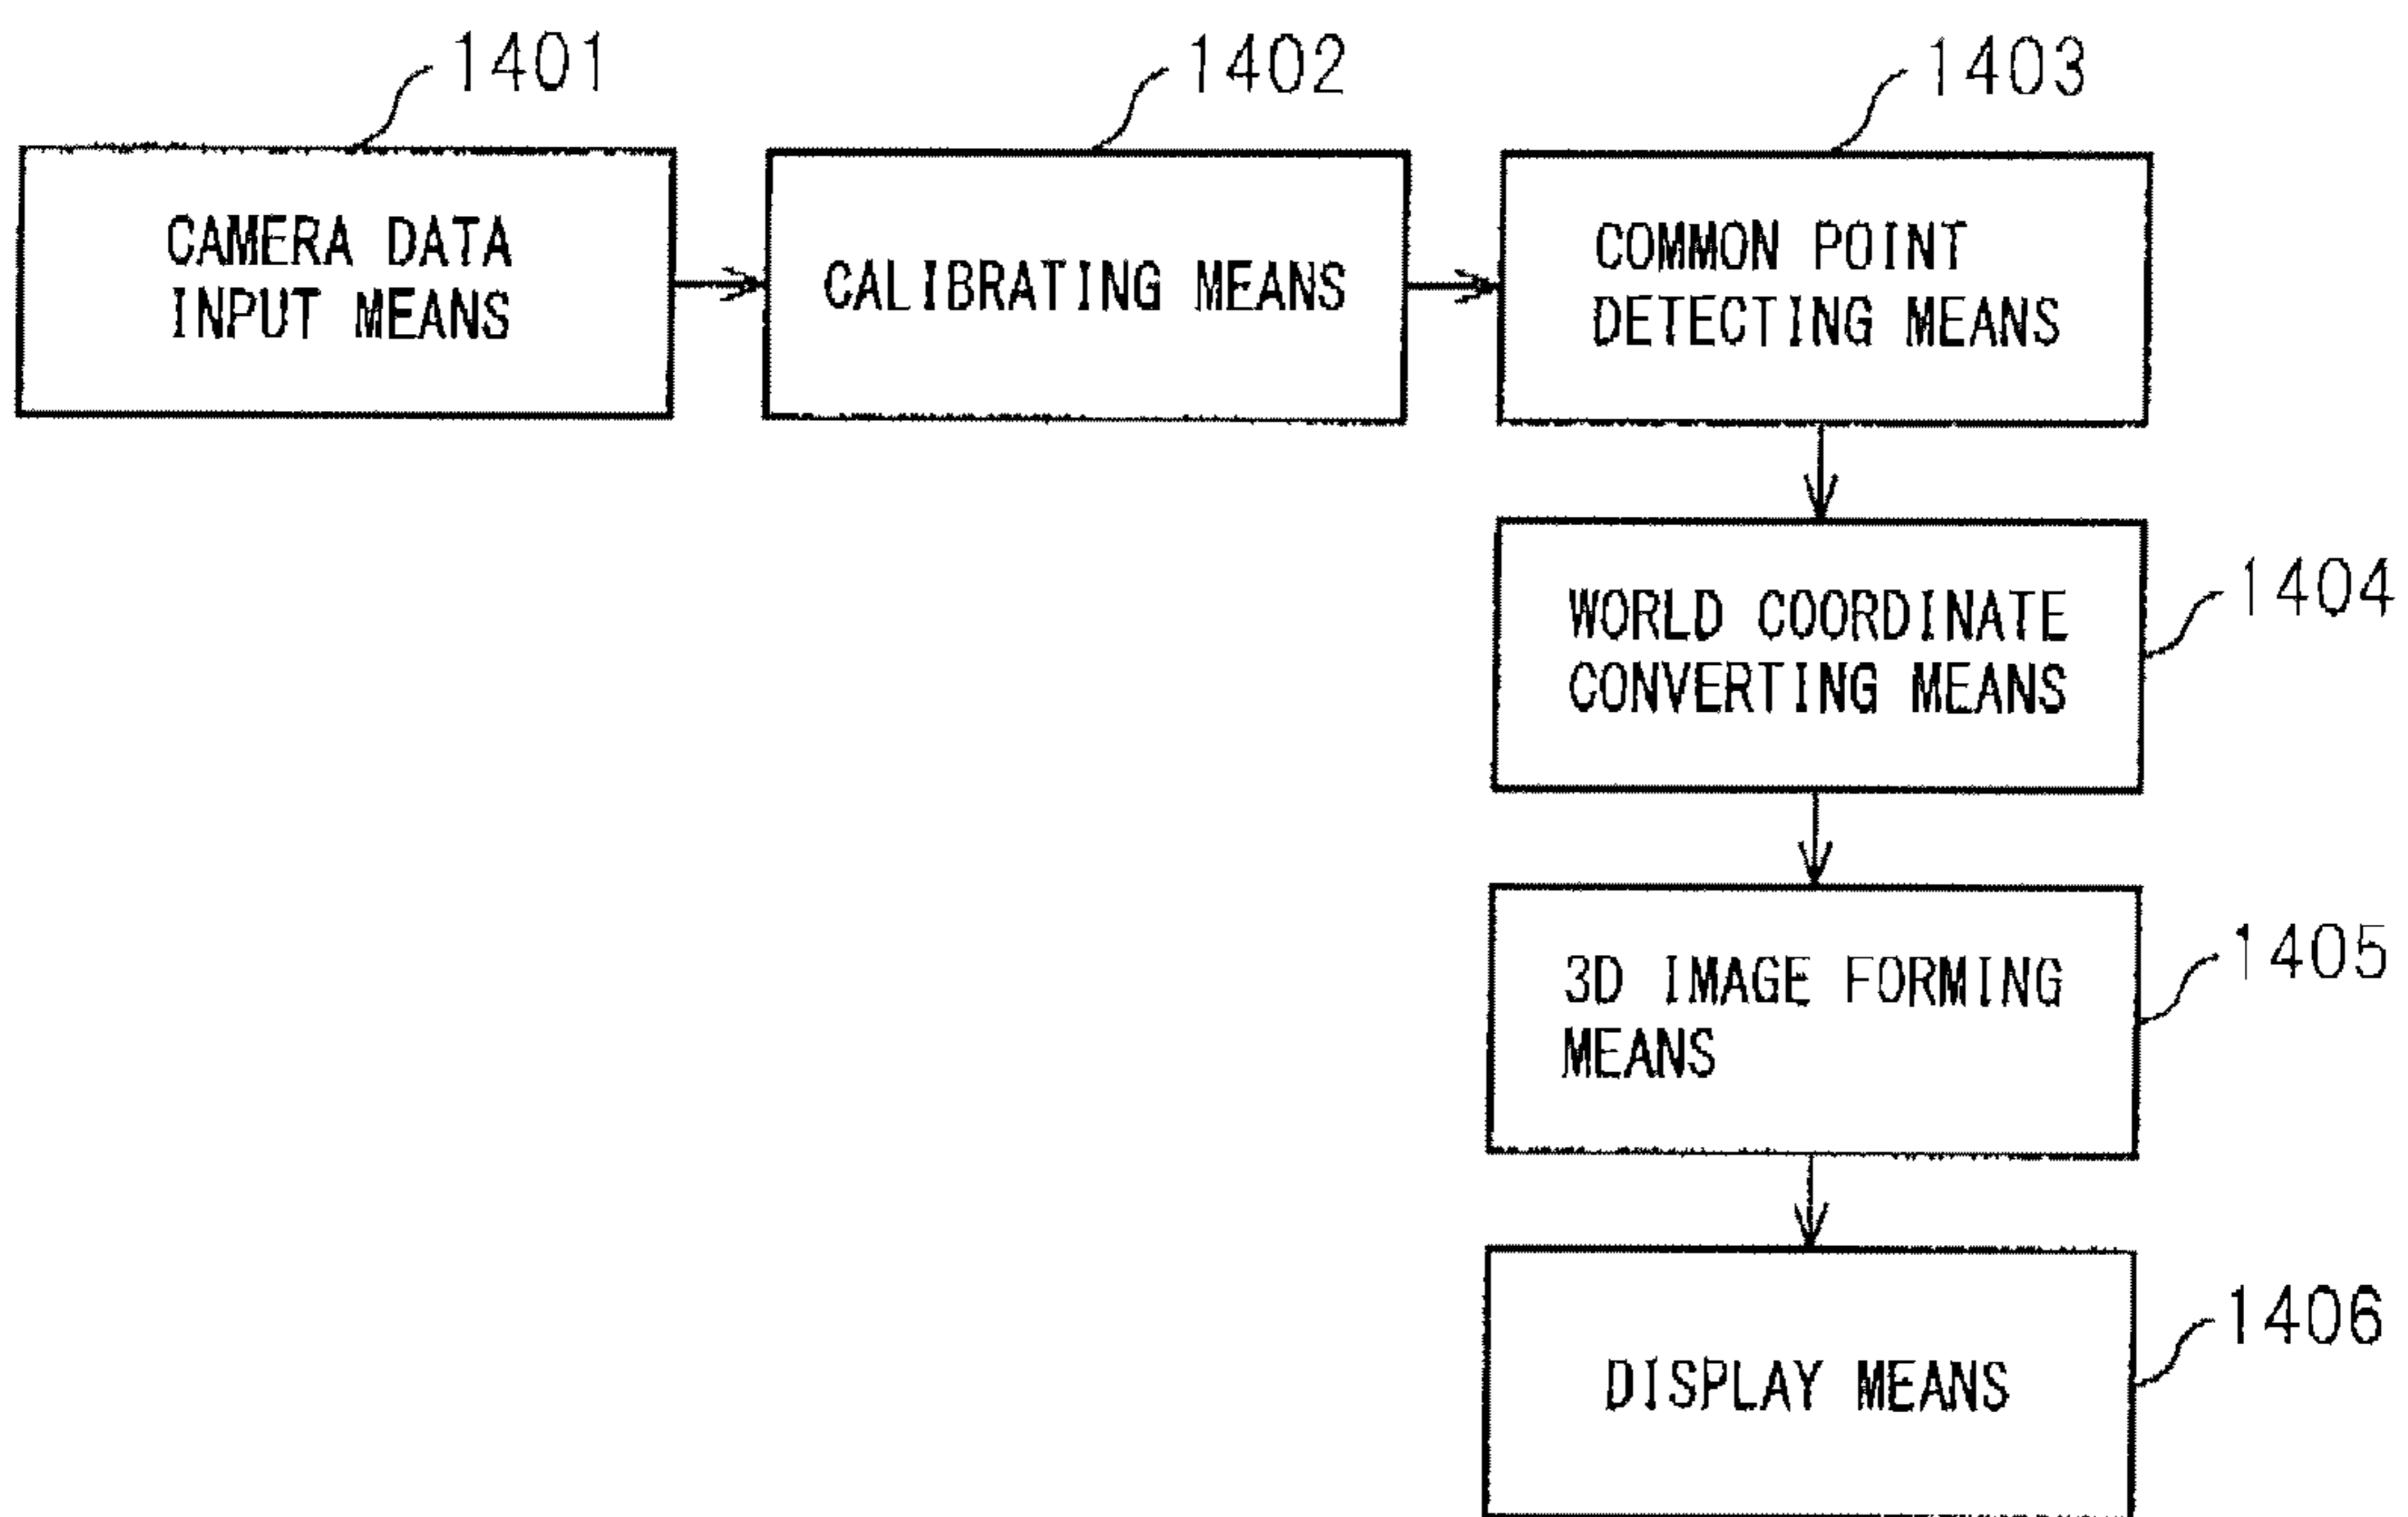 1401
1402
1403
CAMERA DATA
INPUT MEANS
CALIBRATING MEANS
COMMON POINT
DETECTING MEANS
1404
WORLD COORDINATE
CONVERTING MEANS
1405
3D IMAGE FORMING
MEANS
1406
DISPLAY MEANS